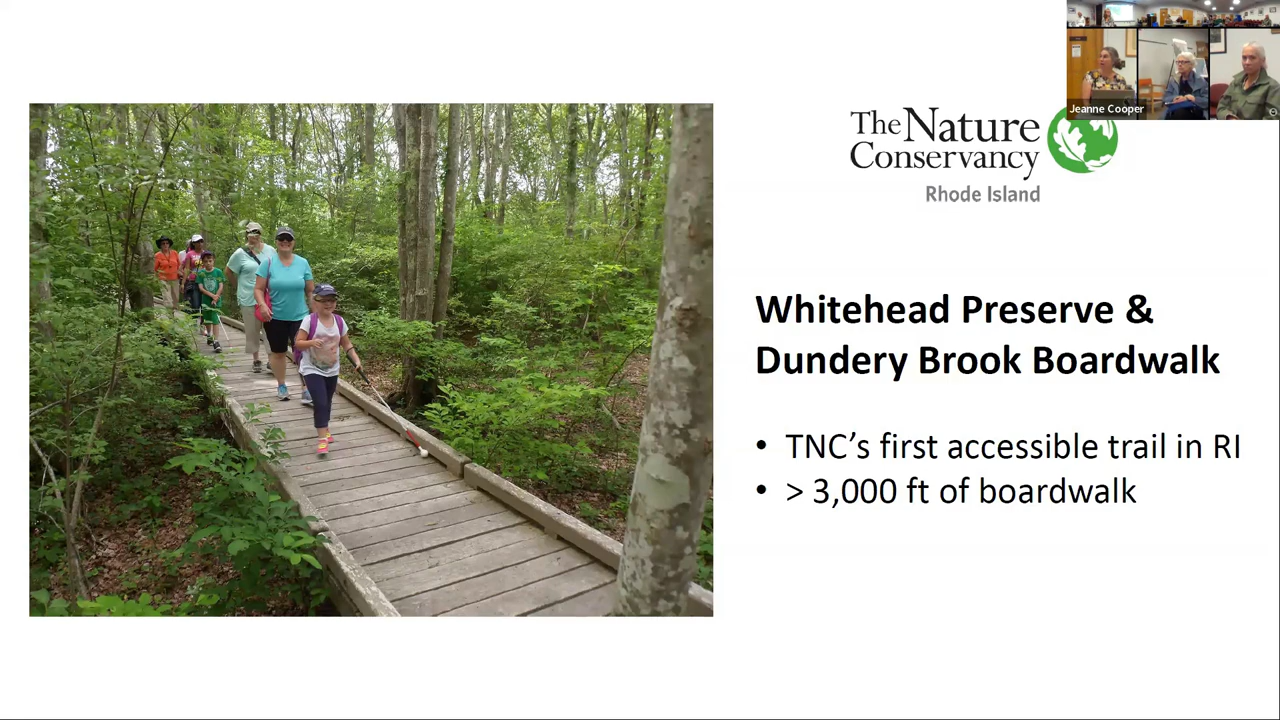 Jeanne Cooper
The Nature
Conservancy
Rhode Island
Whitehead Preserve &
Dundery Brook Boardwalk
• TNC’s first accessible trail in RI
• > 3,000 ft of boardwalk